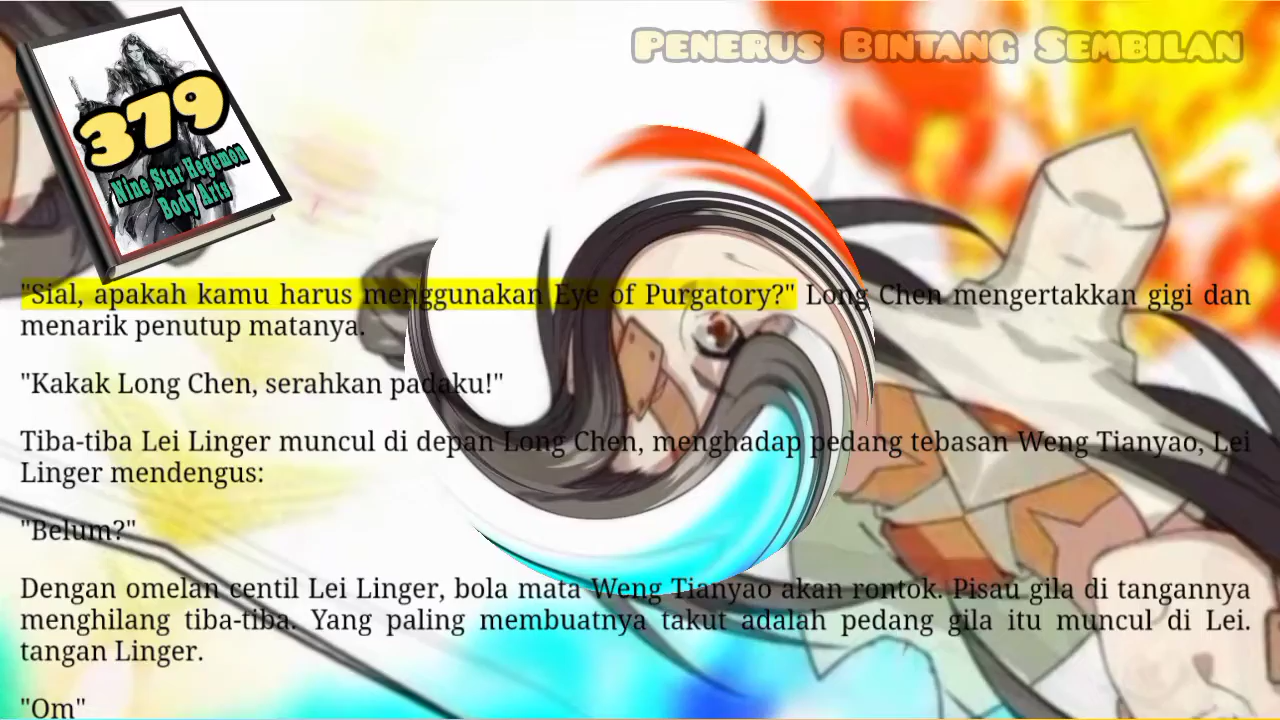 Penerus Bintang Sembilan
379
Nine Star Hegemon
Body Arts
"Sial, apakah kamu harus menggunakan Eye of Purgatory?" Long Chen mengertakkan gigi dan
menarik penutup matanya.
"Kakak Long Chen, serahkan padaku!"
Tiba-tiba Lei Linger muncul di depan Long Chen, menghadap pedang tebasan Weng Tianyao, Lei
Linger mendengus:
"Belum?"
Dengan omelan centil Lei Linger, bola mata Weng Tianyao akan rontok. Pisau gila di tangannya
menghilang tiba-tiba. Yang paling membuatnya takut adalah pedang gila itu muncul di Lei.
tangan Linger.
"Om"